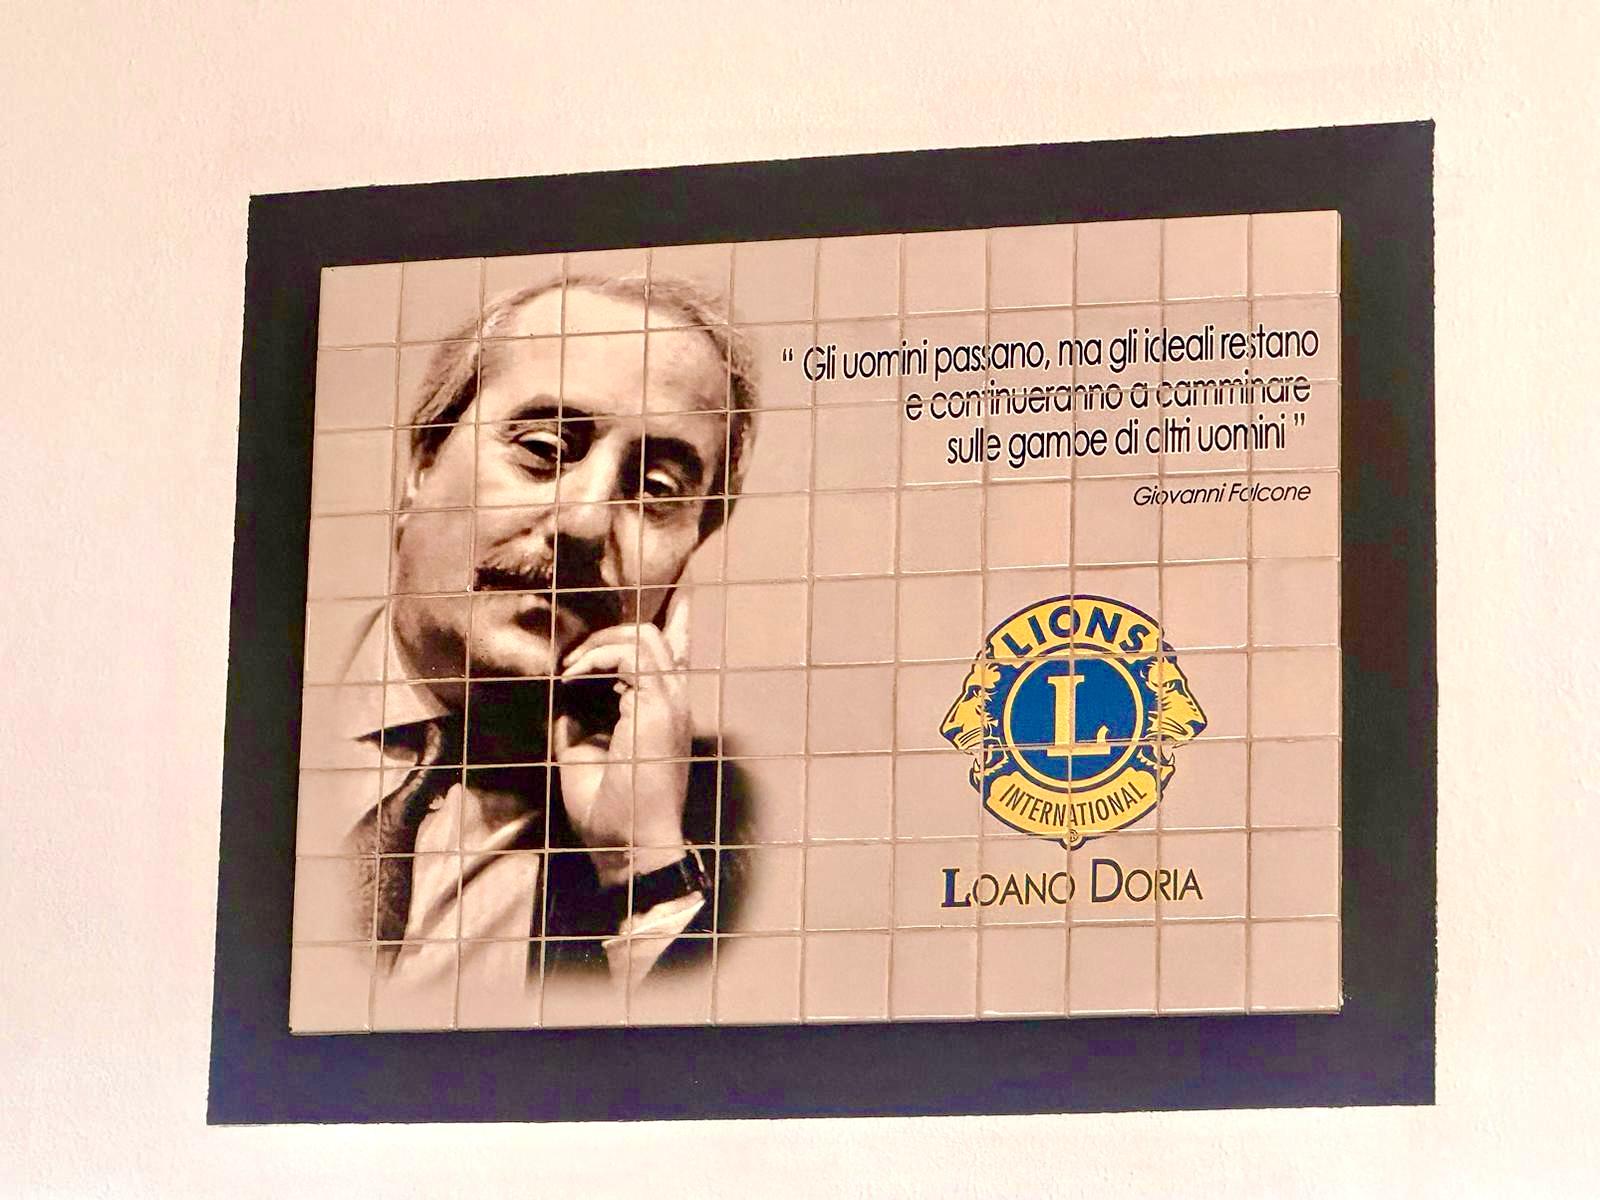 “ Gli uomini passano, ma gli ideali restano
e continueranno a camminare
sulle gambe di altri uomini ”
Giovanni Falcone
LIONS
L
INTERNATIONAL
®
LOANO DORIA